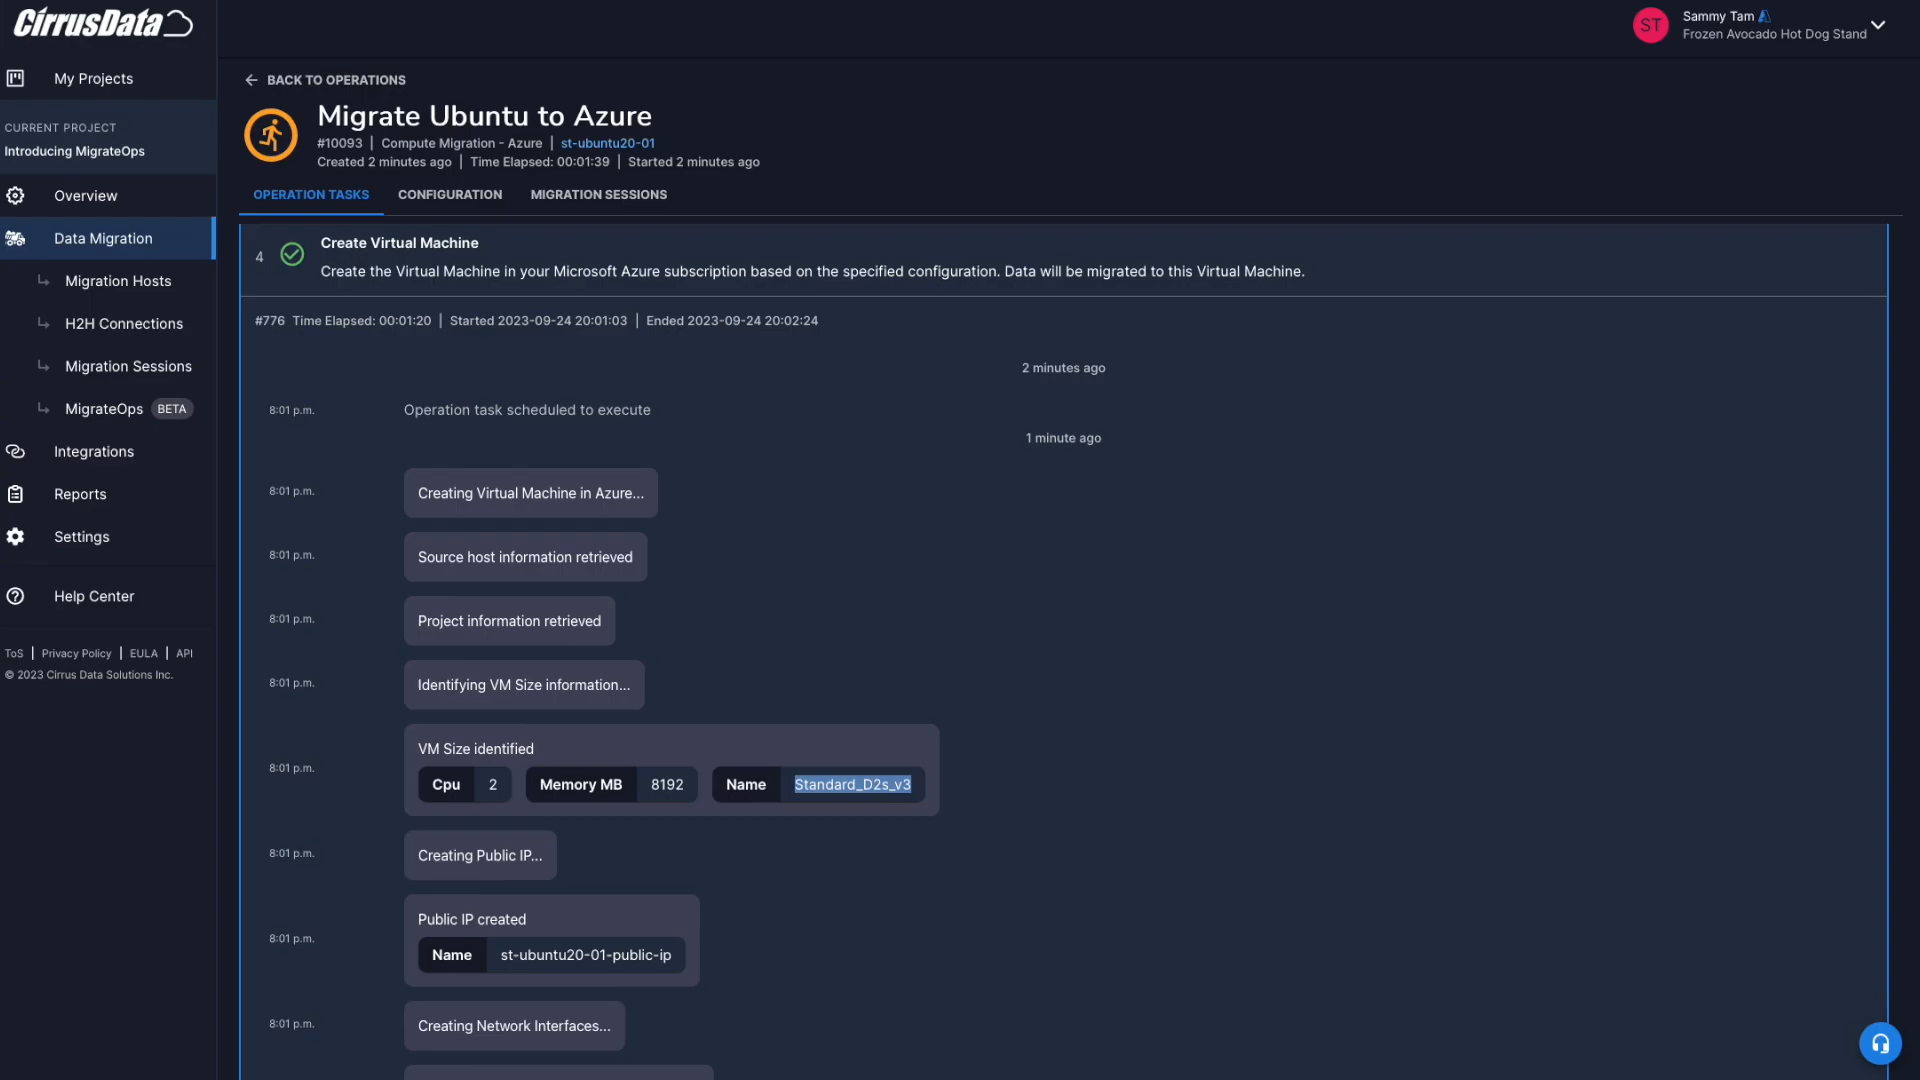 CirrusData
ST
Sammy Tam
Frozen Avocado Hot Dog Stand
My Projects
CURRENT PROJECT
Introducing MigrateOps
Overview
Data Migration
Migration Hosts
H2H Connections
Migration Sessions
MigrateOps BETA
Integrations
Reports
Settings
Help Center
ToS | Privacy Policy | EULA | API
© 2023 Cirrus Data Solutions Inc.
BACK TO OPERATIONS
Migrate Ubuntu to Azure
#10093 | Compute Migration - Azure | st-ubuntu20-01
Created 2 minutes ago | Time Elapsed: 00:01:39 | Started 2 minutes ago
OPERATION TASKS CONFIGURATION MIGRATION SESSIONS
4
Create Virtual Machine
Create the Virtual Machine in your Microsoft Azure subscription based on the specified configuration. Data will be migrated to this Virtual Machine.
#776 Time Elapsed: 00:01:20 | Started 2023-09-24 20:01:03 | Ended 2023-09-24 20:02:24
2 minutes ago
8:01 p.m. Operation task scheduled to execute
1 minute ago
8:01 p.m. Creating Virtual Machine in Azure...
8:01 p.m. Source host information retrieved
8:01 p.m. Project information retrieved
8:01 p.m. Identifying VM Size information...
VM Size identified
8:01 p.m. Cpu 2 Memory MB 8192 Name Standard_D2s_v3
8:01 p.m. Creating Public IP...
Public IP created
8:01 p.m. Name st-ubuntu20-01-public-ip
8:01 p.m. Creating Network Interfaces...